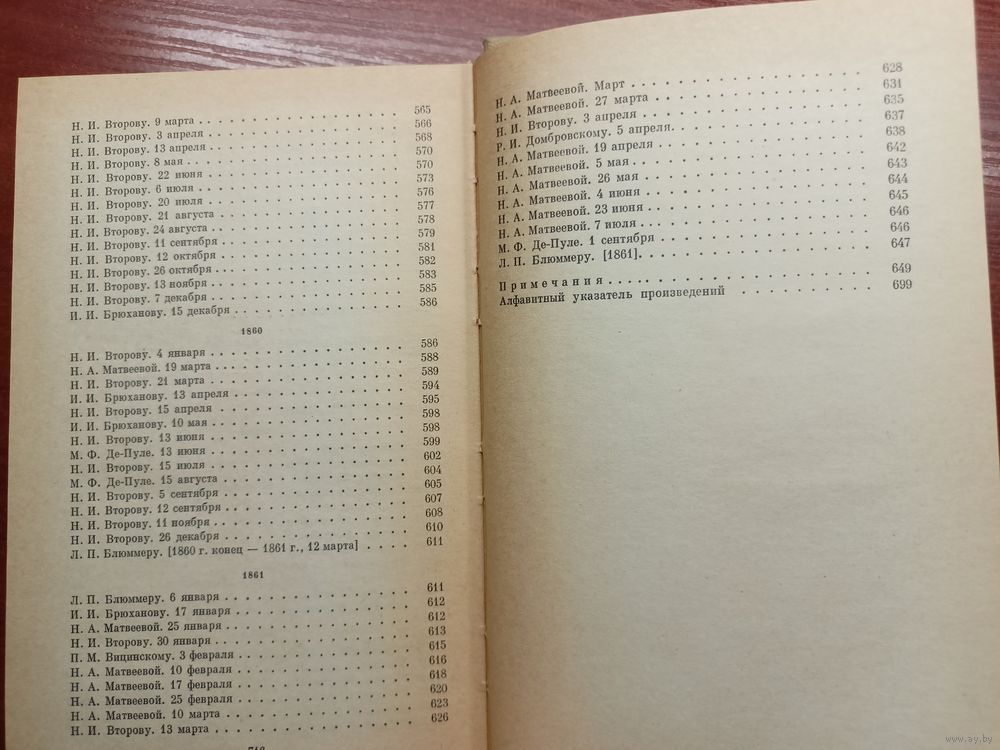 Н. И. Второву. 9 марта . . . . . . . . . . . . 565
Н. И. Второву. 3 апреля . . . . . . . . . . . . 566
Н. И. Второву. 13 апреля . . . . . . . . . . . . 568
Н. И. Второву. 8 мая . . . . . . . . . . . . 570
Н. И. Второву. 22 июня . . . . . . . . . . . . 570
Н. И. Второву. 6 июля . . . . . . . . . . . . 573
Н. И. Второву. 20 июля . . . . . . . . . . . . 576
Н. И. Второву. 21 августа . . . . . . . . . . . . 577
Н. И. Второву. 24 августа . . . . . . . . . . . . 578
Н. И. Второву. 11 сентября . . . . . . . . . . . . 579
Н. И. Второву. 12 октября . . . . . . . . . . . . 581
Н. И. Второву. 26 октября . . . . . . . . . . . . 582
Н. И. Второву. 13 ноября . . . . . . . . . . . . 583
Н. И. Второву. 7 декабря . . . . . . . . . . . . 585
И. И. Брюханову. 15 декабря . . . . . . . . . . . . 586
1860
Н. И. Второву. 4 января . . . . . . . . . . . . 586
Н. А. Матвеевой. 19 марта . . . . . . . . . . . . 588
Н. И. Второву. 21 марта . . . . . . . . . . . . 589
И. И. Брюханову. 13 апреля . . . . . . . . . . . . 594
Н. И. Второву. 15 апреля . . . . . . . . . . . . 595
И. И. Брюханову. 10 мая . . . . . . . . . . . . 598
Н. И. Второву. 13 июня . . . . . . . . . . . . 598
М. Ф. Де-Пуле. 13 июня . . . . . . . . . . . . 599
Н. И. Второву. 15 июля . . . . . . . . . . . . 602
М. Ф. Де-Пуле. 15 августа . . . . . . . . . . . . 604
Н. И. Второву. 5 сентября . . . . . . . . . . . . 605
Н. И. Второву. 12 сентября . . . . . . . . . . . . 607
Н. И. Второву. 11 ноября . . . . . . . . . . . . 608
Н. И. Второву. 26 декабря . . . . . . . . . . . . 610
Л. П. Блюммеру. [1860 г. конец — 1861 г., 12 марта] . . . . 611
1861
Л. П. Блюммеру. 6 января . . . . . . . . . . . . 611
И. И. Брюханову. 17 января . . . . . . . . . . . . 612
Н. А. Матвеевой. 25 января . . . . . . . . . . . . 612
Н. И. Второву. 30 января . . . . . . . . . . . . 613
П. М. Вицинскому. 3 февраля . . . . . . . . . . . . 615
Н. А. Матвеевой. 10 февраля . . . . . . . . . . . . 616
Н. А. Матвеевой. 17 февраля . . . . . . . . . . . . 618
Н. А. Матвеевой. 25 февраля . . . . . . . . . . . . 620
Н. А. Матвеевой. 10 марта . . . . . . . . . . . . 623
Н. И. Второву. 13 марта . . . . . . . . . . . . 626
Н. А. Матвеевой. Март . . . . . . . . . . . . 628
Н. А. Матвеевой. 27 марта . . . . . . . . . . . . 631
Н. И. Второву. 3 апреля . . . . . . . . . . . . 635
Р. И. Домбровскому. 5 апреля. . . . . . . . . . . . 637
Н. А. Матвеевой. 19 апреля . . . . . . . . . . . . 638
Н. А. Матвеевой. 5 мая . . . . . . . . . . . . 642
Н. А. Матвеевой. 26 мая . . . . . . . . . . . . 643
Н. А. Матвеевой. 4 июня . . . . . . . . . . . . 644
Н. А. Матвеевой. 23 июня . . . . . . . . . . . . 645
Н. А. Матвеевой. 7 июля . . . . . . . . . . . . 646
М. Ф. Де-Пуле. 1 сентября . . . . . . . . . . . . 646
Л. П. Блюммеру. [1861]. . . . . . . . . . . . 647
Примечания . . . . . . . . . . . . 649
Алфавитный указатель произведений . . . . . . . 699
www.ay.by